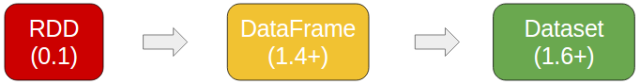 RDD
(0.1)
DataFrame
(1.4+)
Dataset
(1.6+)